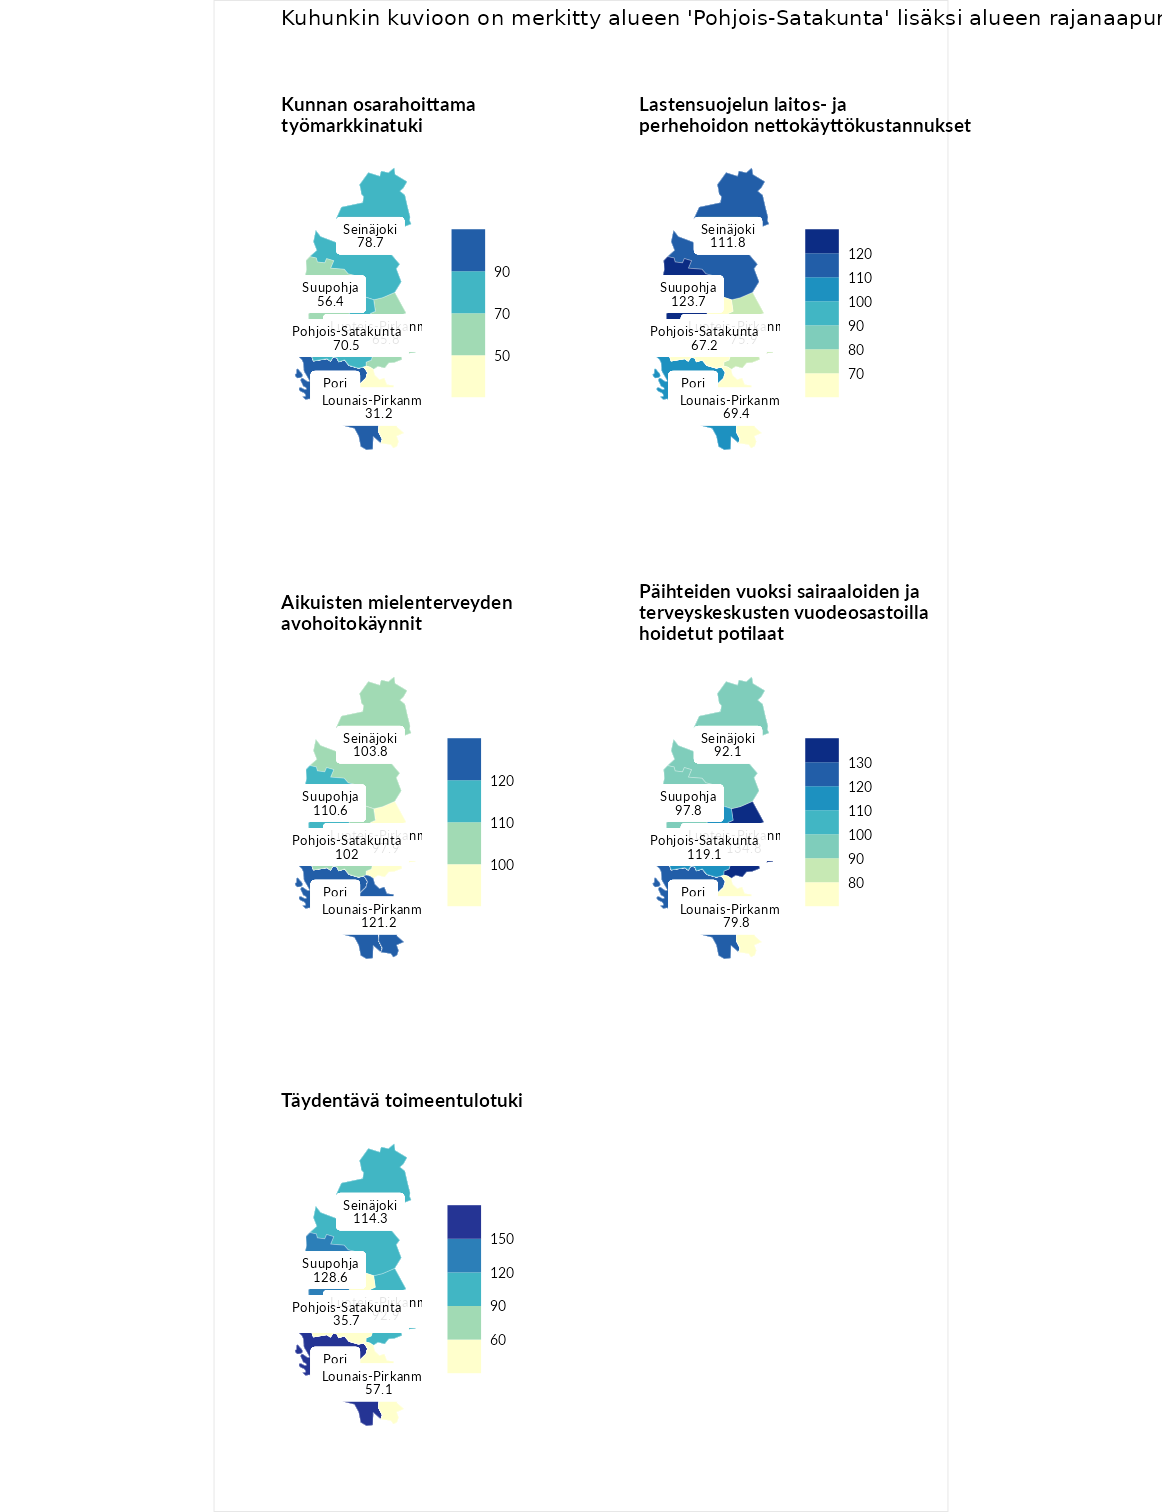 Kuhunkin kuvioon on merkitty alueen 'Pohjois-Satakunta' lisäksi alueen rajanaapur
Kunnan osarahoittama
työmarkkinatuki
Seinäjoki
78.7
Suupohja
56.4
Pohjois-Satakunta
70.5
65.8
Pori
Lounais-Pirkanm
31.2
90
70
50
Lastensuojelun laitos- ja
perhehoidon nettokäyttökustannukset
Seinäjoki
111.8
Suupohja
123.7
Pohjois-Satakunta
67.2
75.9
Pori
Lounais-Pirkanm
69.4
120
110
100
90
80
70
Aikuisten mielenterveyden
avohoitokäynnit
Seinäjoki
103.8
Suupohja
110.6
Pohjois-Satakunta
102
Pori
Lounais-Pirkanm
121.2
120
110
100
Päihteiden vuoksi sairaaloiden ja
terveyskeskusten vuodeosastoilla
hoidetut potilaat
Seinäjoki
92.1
Suupohja
97.8
Pohjois-Satakunta
119.1
Pori
Lounais-Pirkanm
79.8
130
120
110
100
90
80
Täydentävä toimeentulotuki
Seinäjoki
114.3
Suupohja
128.6
Pohjois-Satakunta
35.7
92.9
Pori
Lounais-Pirkanm
57.1
150
120
90
60